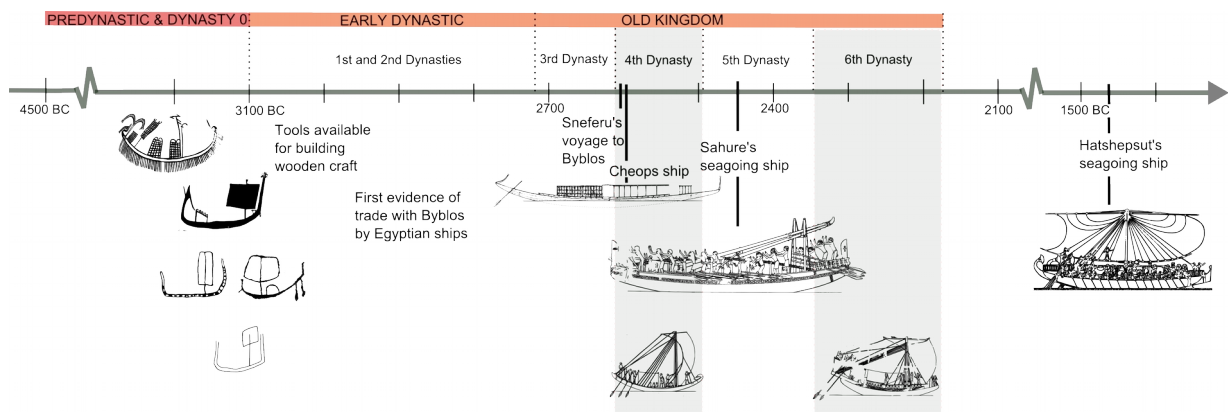 PREDYNASTIC & DYNASTY 0
EARLY DYNASTIC
OLD KINGDOM
1st and 2nd Dynasties
3rd Dynasty
4th Dynasty
5th Dynasty
6th Dynasty
4500 BC
3100 BC
2700
2400
2100
1500 BC
Tools available
for building
wooden craft
First evidence of
trade with Byblos
by Egyptian ships
Sneferu's
voyage to
Byblos
Cheops ship
Sahure's
seagoing ship
Hatshepsut's
seagoing ship